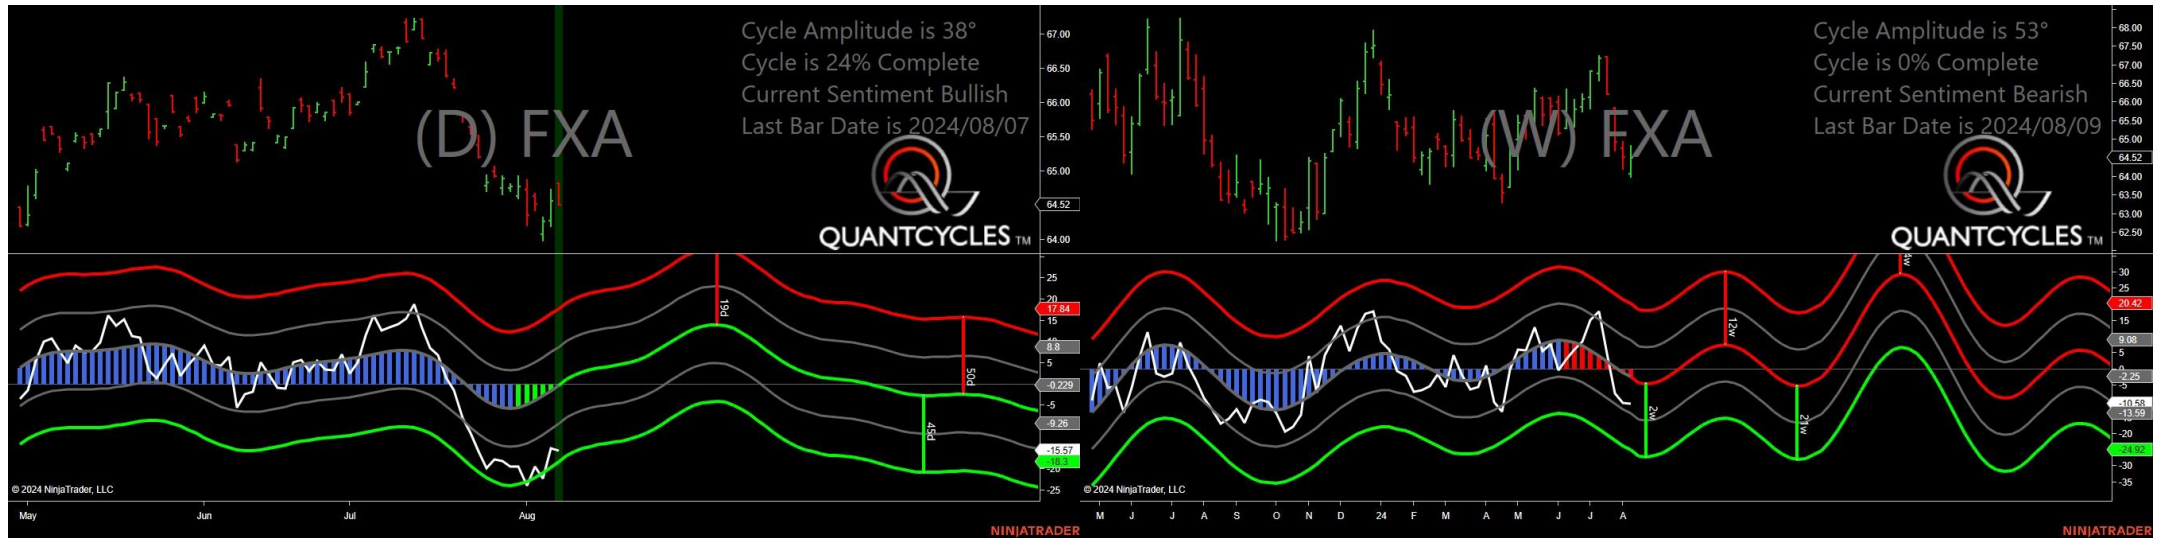 Cycle Amplitude is 38°
Cycle is 24% Complete
Current Sentiment Bullish
Last Bar Date is 2024/08/07
(D) FXA
QUANTCYCLES TM
67.00
66.50
66.00
65.50
65.00
64.52
64.00
25
20
17.84
15
8.8
5
-0.229
-5
-9.26
-15.57
-18.3
-20
-25
19d
50d
45d
© 2024 NinjaTrader, LLC
May Jun Jul Aug
NINJATRADER
Cycle Amplitude is 53°
Cycle is 0% Complete
Current Sentiment Bearish
Last Bar Date is 2024/08/09
(W) FXA
QUANTCYCLES TM
68.00
67.50
67.00
66.50
66.00
65.50
65.00
64.52
64.00
63.50
63.00
62.50
30
25
20.42
15
9.08
5
-2.25
-5
-10.58
-13.59
-20
-24.92
-30
-35
12w
2w
21w
© 2024 NinjaTrader, LLC
M J J A S O N D 24 F M A M J J A
NINJATRADER